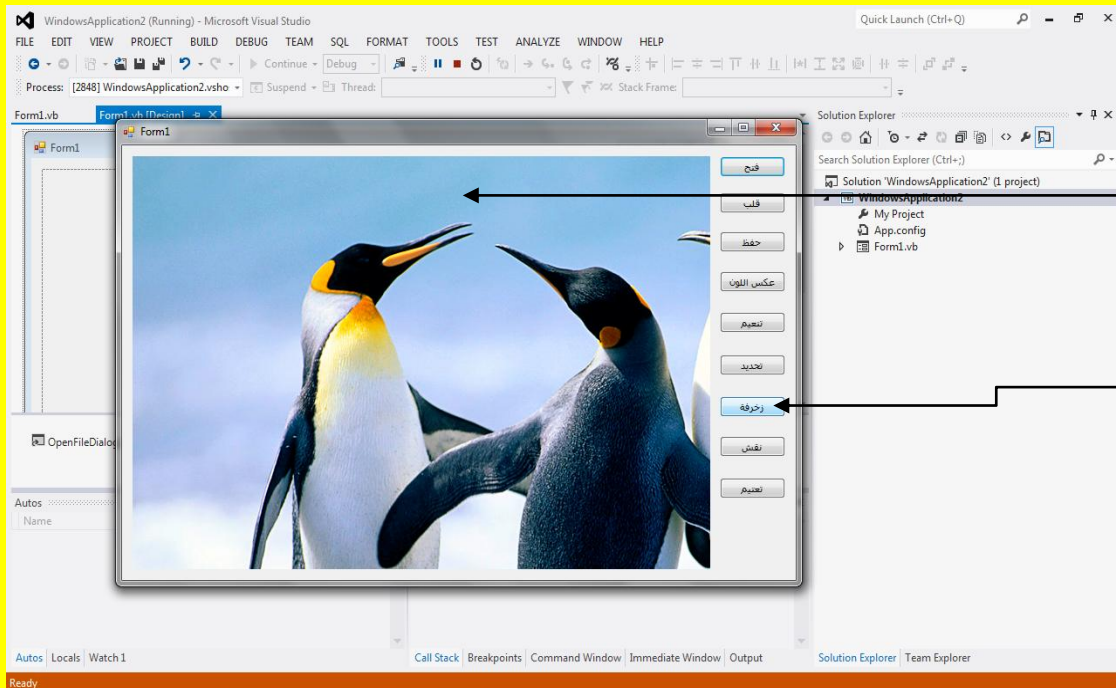 WindowsApplication2 (Running) - Microsoft Visual Studio
Quick Launch (Ctrl+Q)
FILE EDIT VIEW PROJECT BUILD DEBUG TEAM SQL FORMAT TOOLS TEST ANALYZE WINDOW HELP
Continue Debug
Process: [2848] WindowsApplication2.vsho Suspend Thread: Stack Frame:
Form1.vb Form1.vb [Design]
Form1
Form1
فتح
قلب
حفظ
عكس اللون
تنعيم
تحديد
زخرفة
نقش
تعتيم
OpenFileDialog
Autos
Name
Autos Locals Watch 1
Call Stack Breakpoints Command Window Immediate Window Output
Solution Explorer
Search Solution Explorer (Ctrl+;)
Solution 'WindowsApplication2' (1 project)
WindowsApplication2
My Project
App.config
Form1.vb
Solution Explorer Team Explorer
Ready